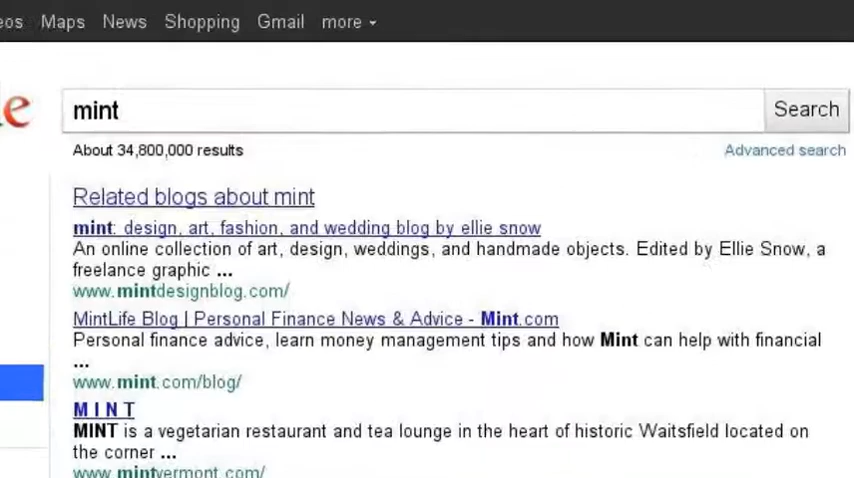 eos Maps News Shopping Gmail more
le mint Search
About 34,800,000 results Advanced search
Related blogs about mint
mint: design, art, fashion, and wedding blog by ellie snow
An online collection of art, design, weddings, and handmade objects. Edited by Ellie Snow, a
freelance graphic ...
www.mintdesignblog.com/
MintLife Blog | Personal Finance News & Advice - Mint.com
Personal finance advice, learn money management tips and how Mint can help with financial
...
www.mint.com/blog/
M I N T
MINT is a vegetarian restaurant and tea lounge in the heart of historic Waitsfield located on
the corner ...
www.mintvermont.com/